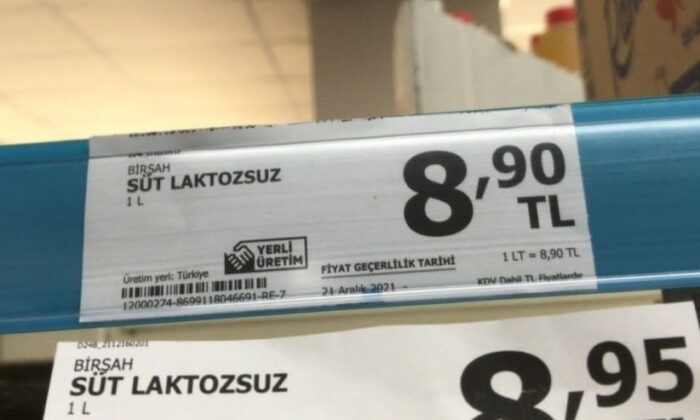 BİRŞAH
SÜT LAKTOZSUZ
1 L
8,90
TL
YERLİ
ÜRETİM
Üretim yeri: Türkiye
FİYAT GEÇERLİLİK TARİHİ
1 LT = 8,90 TL
12000274-8699118046691-RF-7
21 Aralık 2021
KDV Dahil TL Fiyatlardır
D248_2112160201
BİRŞAH
SÜT LAKTOZSUZ
1 L
8,95